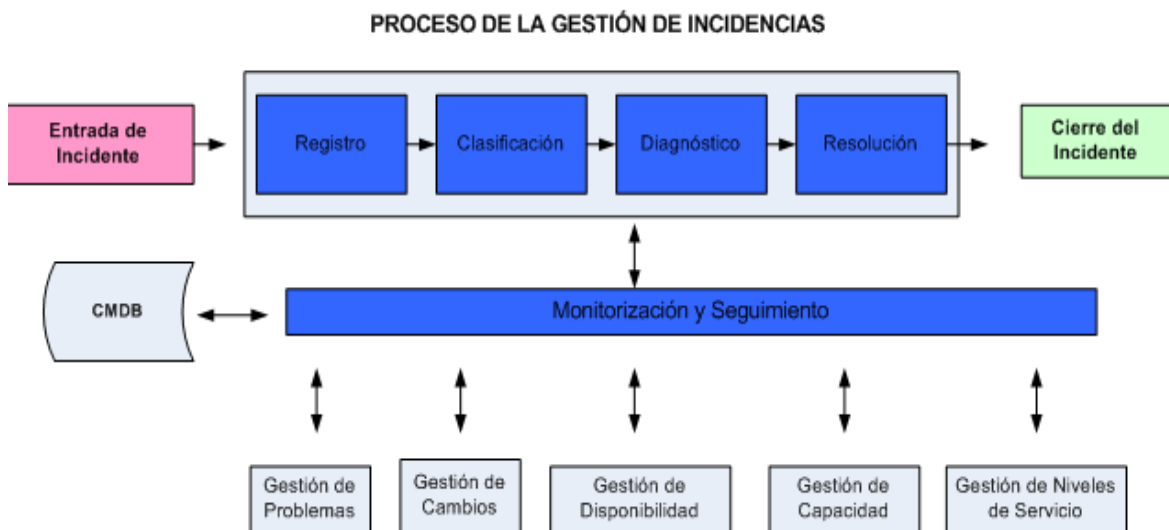 PROCESO DE LA GESTIÓN DE INCIDENCIAS
Entrada de
Incidente
Registro
Clasificación
Diagnóstico
Resolución
Cierre del
Incidente
CMDB
Monitorización y Seguimiento
Gestión de
Problemas
Gestión de
Cambios
Gestión de
Disponibilidad
Gestión de
Capacidad
Gestión de Niveles
de Servicio